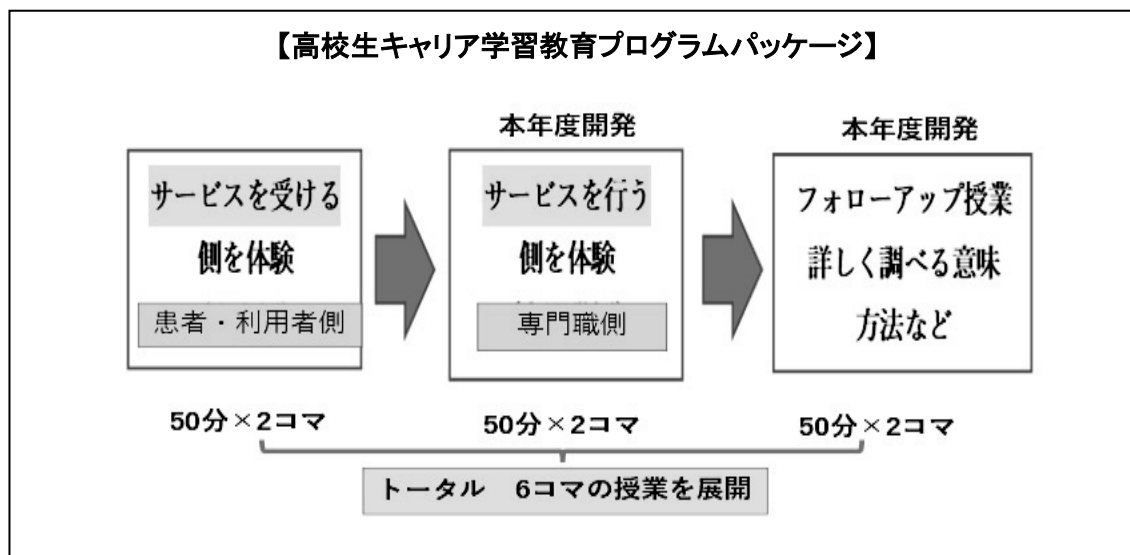 【高校生キャリア学習教育プログラムパッケージ】
サービスを受ける
側を体験
患者・利用者側
50分×2コマ
本年度開発
サービスを行う
側を体験
専門職側
50分×2コマ
本年度開発
フォローアップ授業
詳しく調べる意味
方法など
50分×2コマ
トータル 6コマの授業を展開